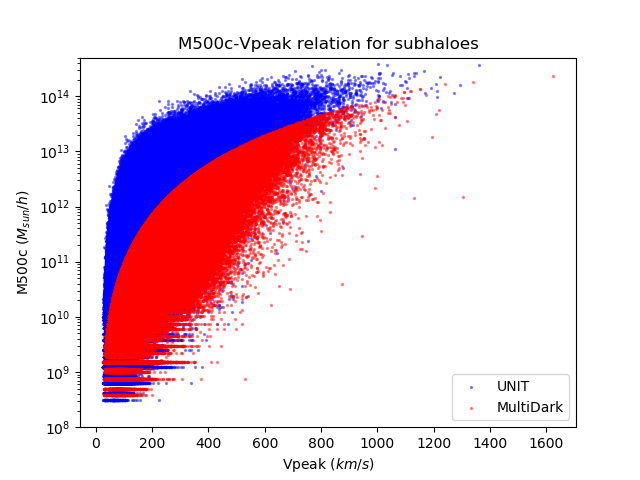 M500c-Vpeak relation for subhaloes
M500c (M_sun/h)
10^14
10^13
10^12
10^11
10^10
10^9
10^8
0 200 400 600 800 1000 1200 1400 1600
Vpeak (km/s)
UNIT
MultiDark